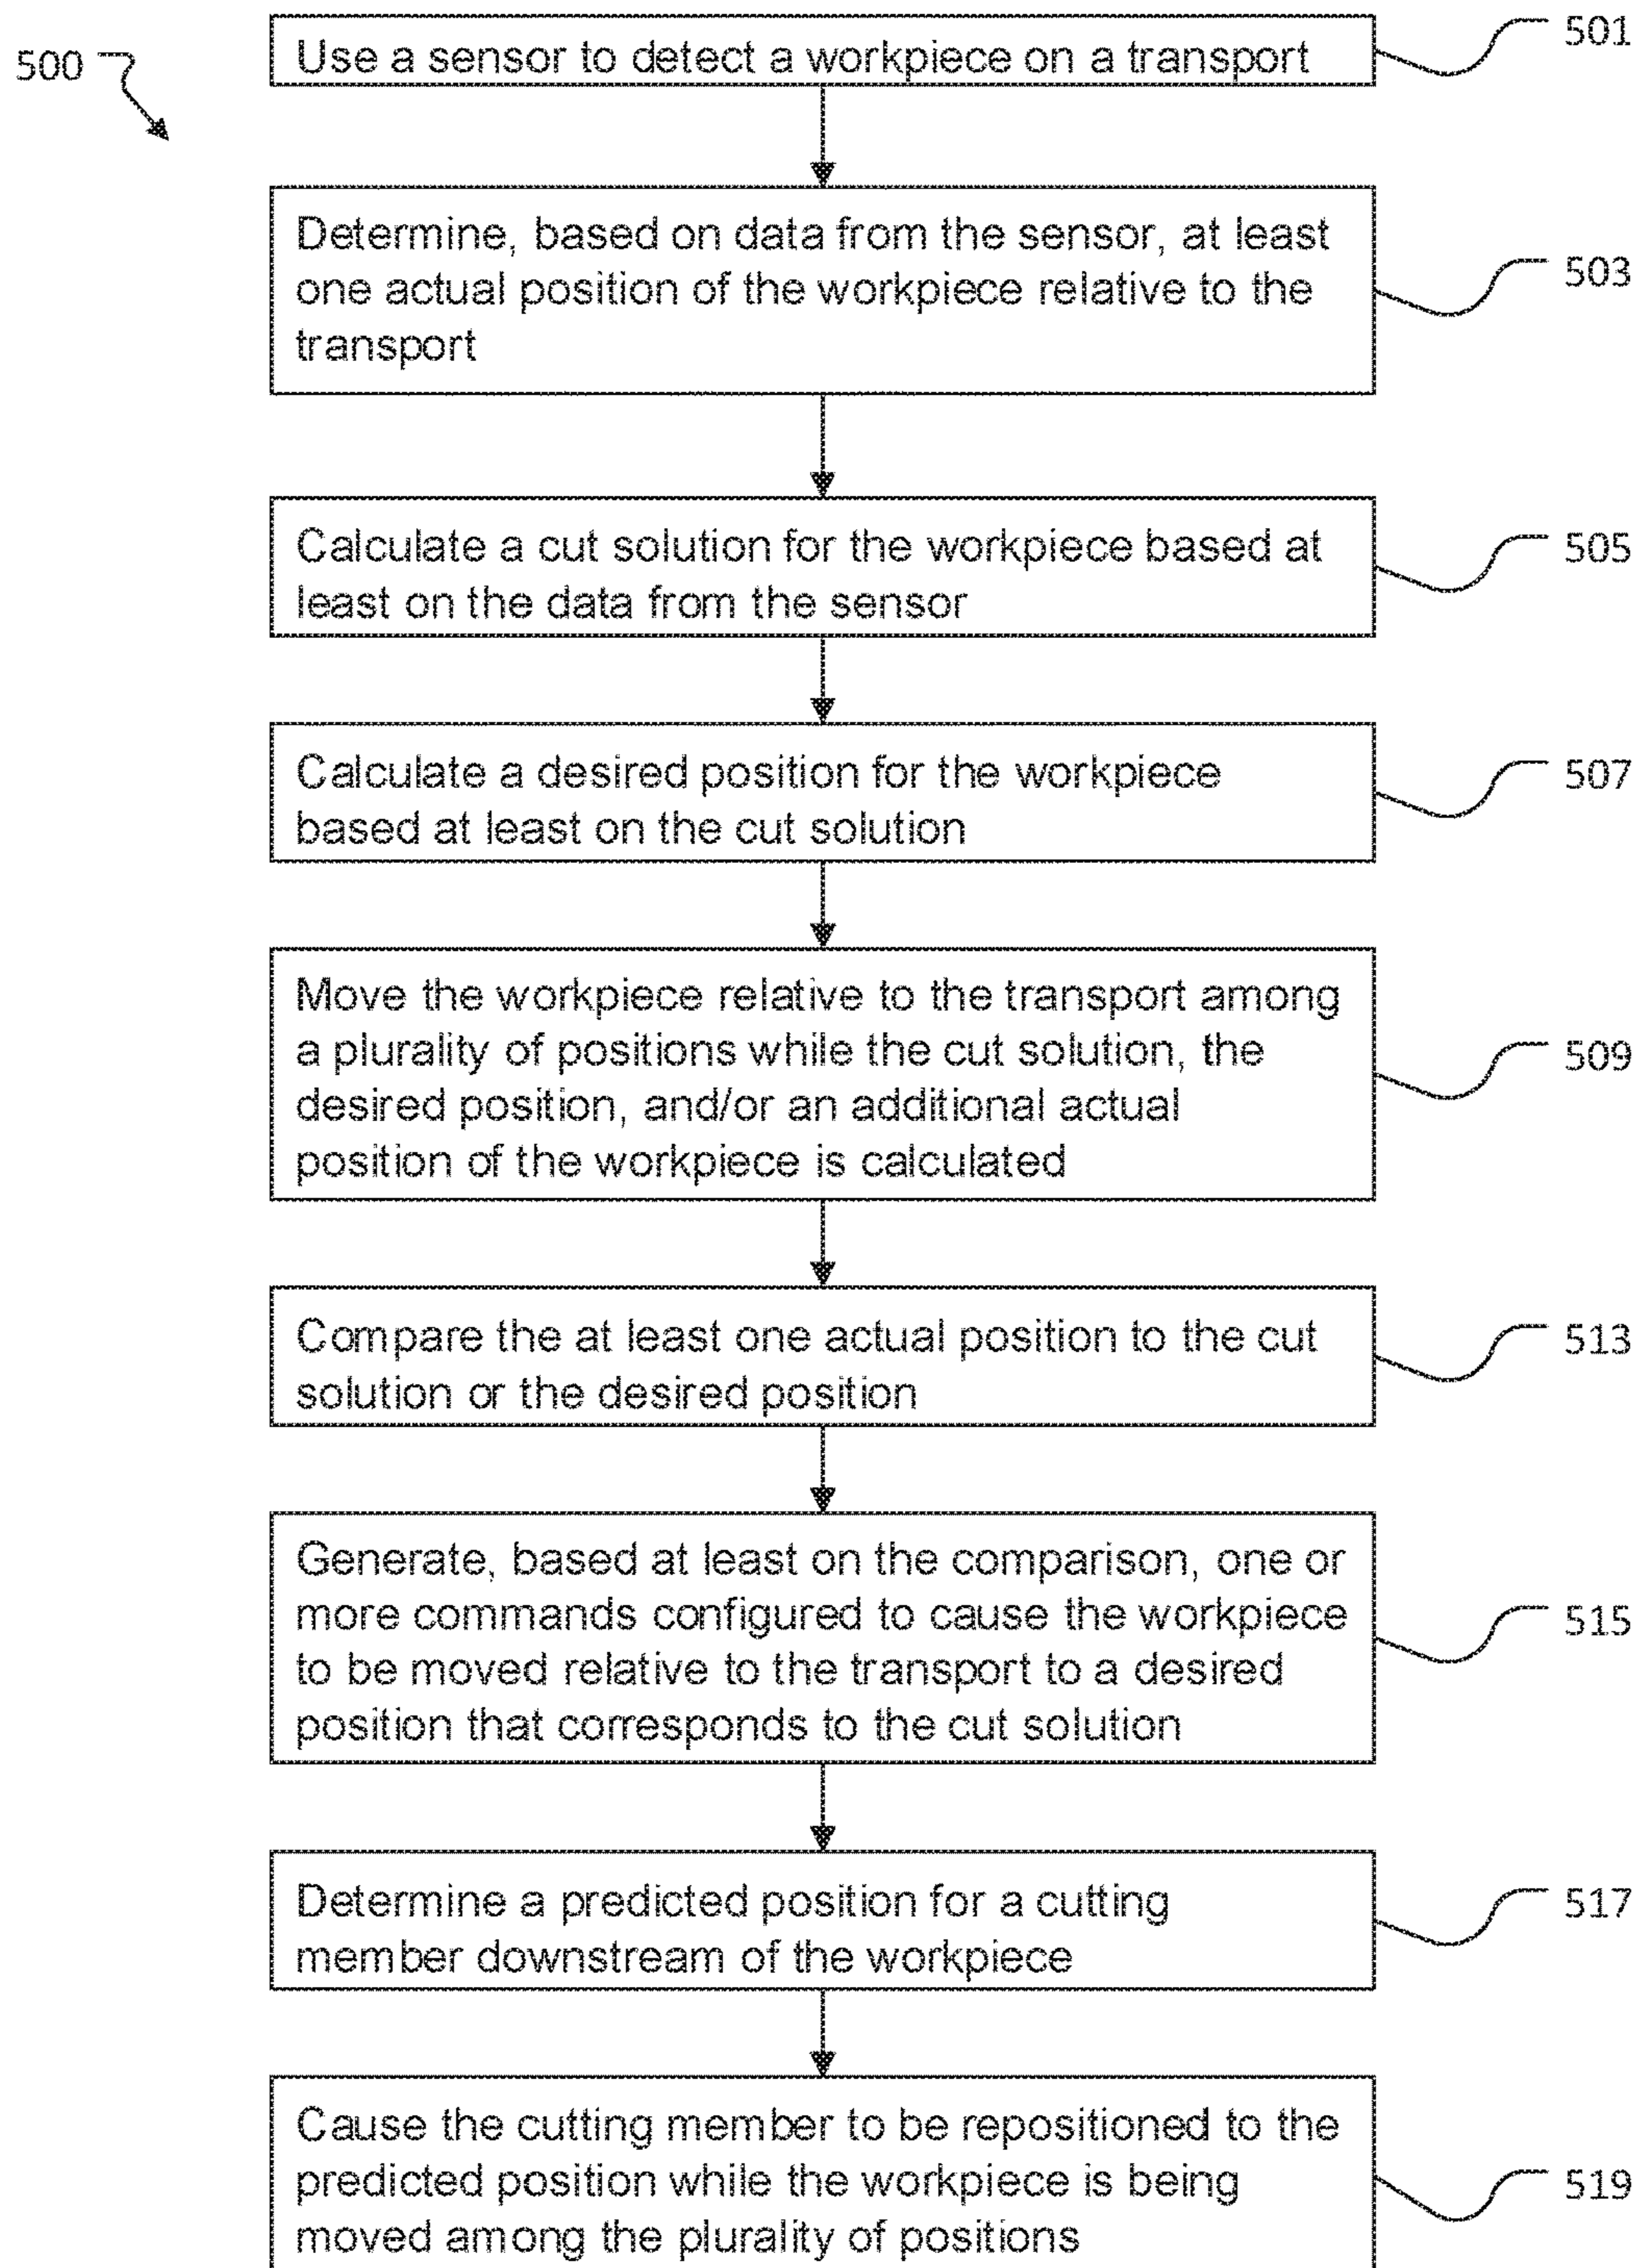 500
Use a sensor to detect a workpiece on a transport
501
Determine, based on data from the sensor, at least
one actual position of the workpiece relative to the
transport
503
Calculate a cut solution for the workpiece based at
least on the data from the sensor
505
Calculate a desired position for the workpiece
based at least on the cut solution
507
Move the workpiece relative to the transport among
a plurality of positions while the cut solution, the
desired position, and/or an additional actual
position of the workpiece is calculated
509
Compare the at least one actual position to the cut
solution or the desired position
513
Generate, based at least on the comparison, one or
more commands configured to cause the workpiece
to be moved relative to the transport to a desired
position that corresponds to the cut solution
515
Determine a predicted position for a cutting
member downstream of the workpiece
517
Cause the cutting member to be repositioned to the
predicted position while the workpiece is being
moved among the plurality of positions
519